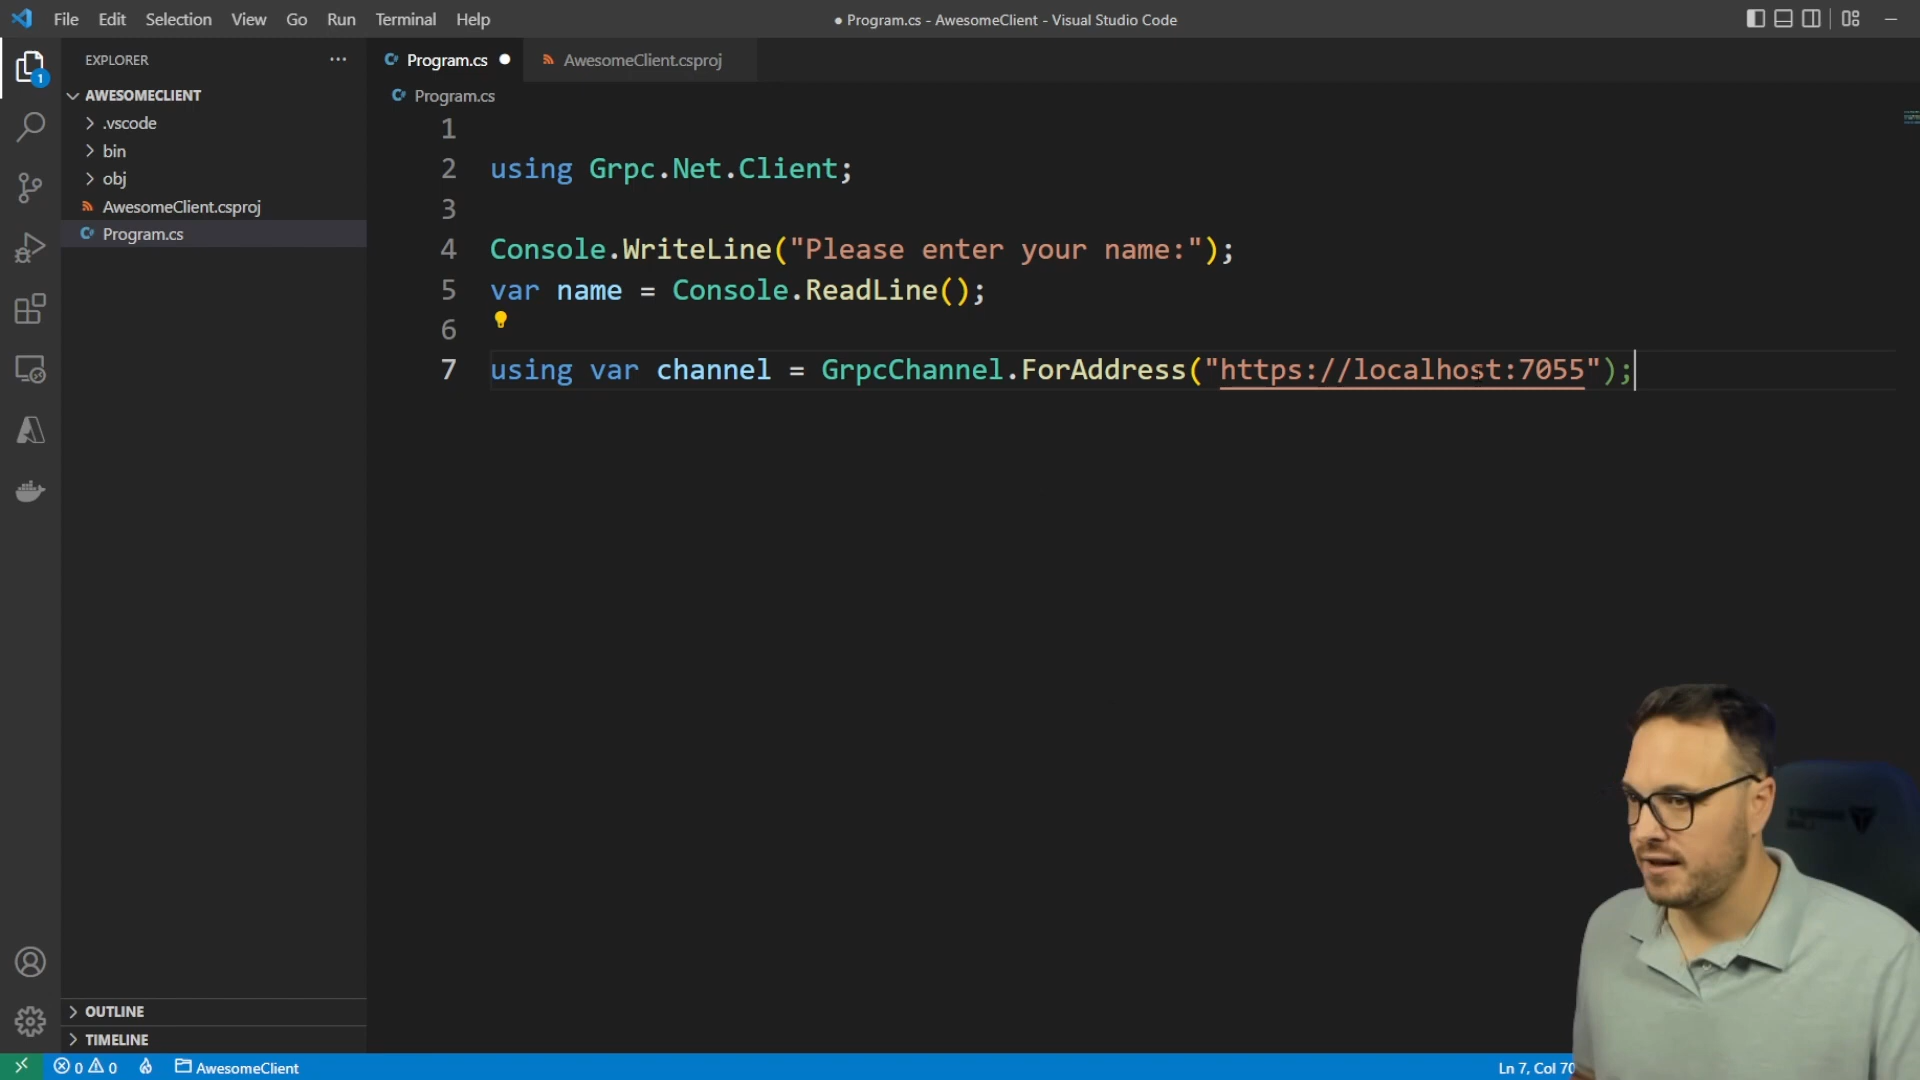 File Edit Selection View Go Run Terminal Help
● Program.cs - AwesomeClient - Visual Studio Code
EXPLORER
Program.cs
AwesomeClient.csproj
AWESOMECLIENT
Program.cs
.vscode
bin
obj
AwesomeClient.csproj
Program.cs
1
2 using Grpc.Net.Client;
3
4 Console.WriteLine("Please enter your name:");
5 var name = Console.ReadLine();
6
7 using var channel = GrpcChannel.ForAddress("https://localhost:7055");
1
OUTLINE
TIMELINE
0 0 AwesomeClient
Ln 7, Col 70